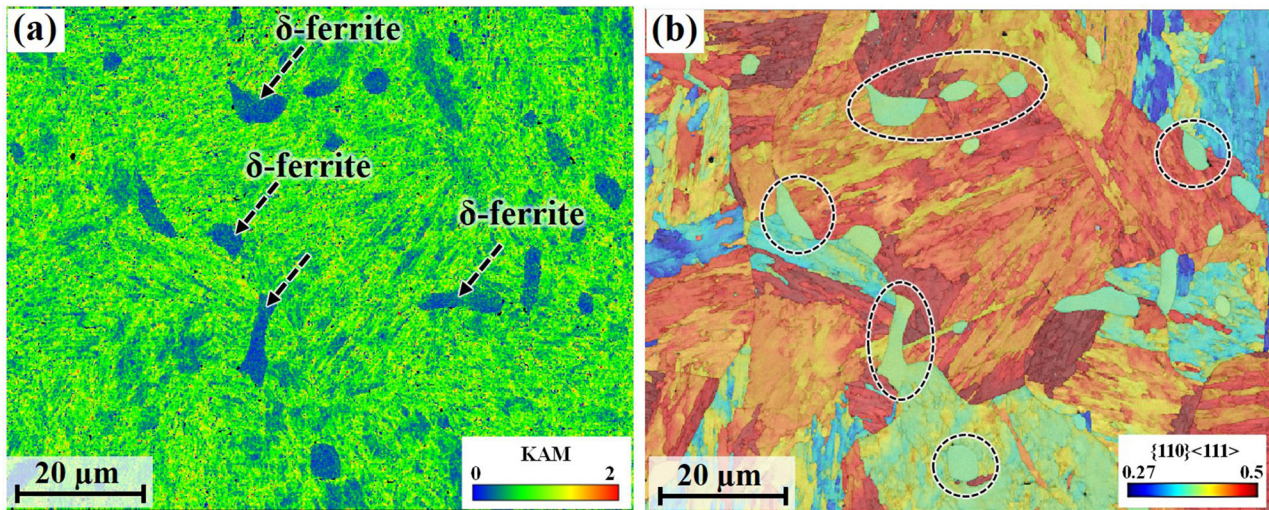 (a)
δ-ferrite
δ-ferrite
δ-ferrite
KAM
0 2
20 µm
(b)
{110}<111>
0.27 0.5
20 µm